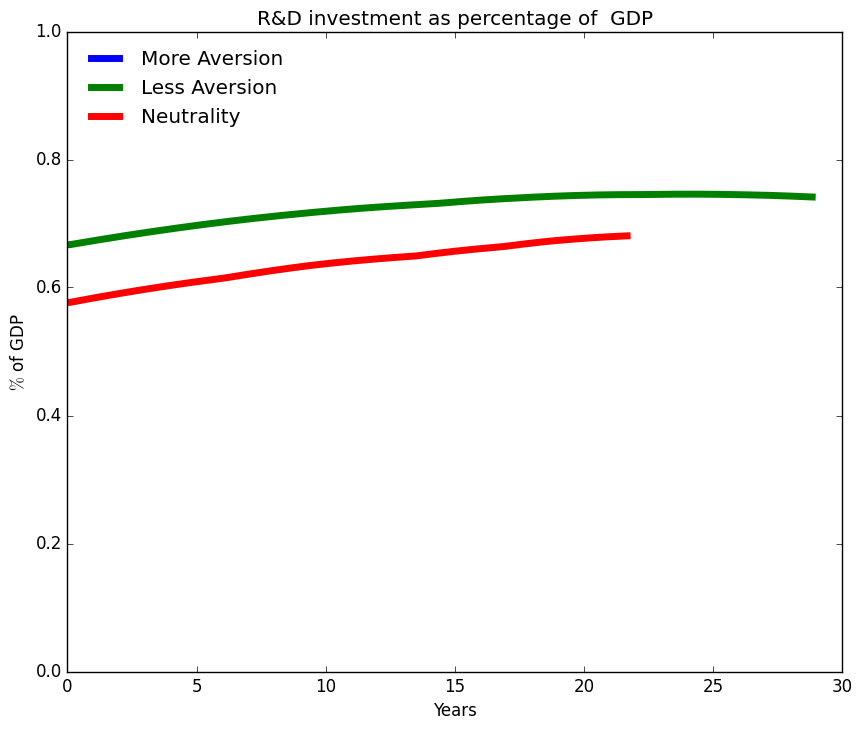 R&D investment as percentage of  GDP
More Aversion
Less Aversion
Neutrality
% of GDP
1.0
0.8
0.6
0.4
0.2
0.0
0 5 10 15 20 25 30
Years